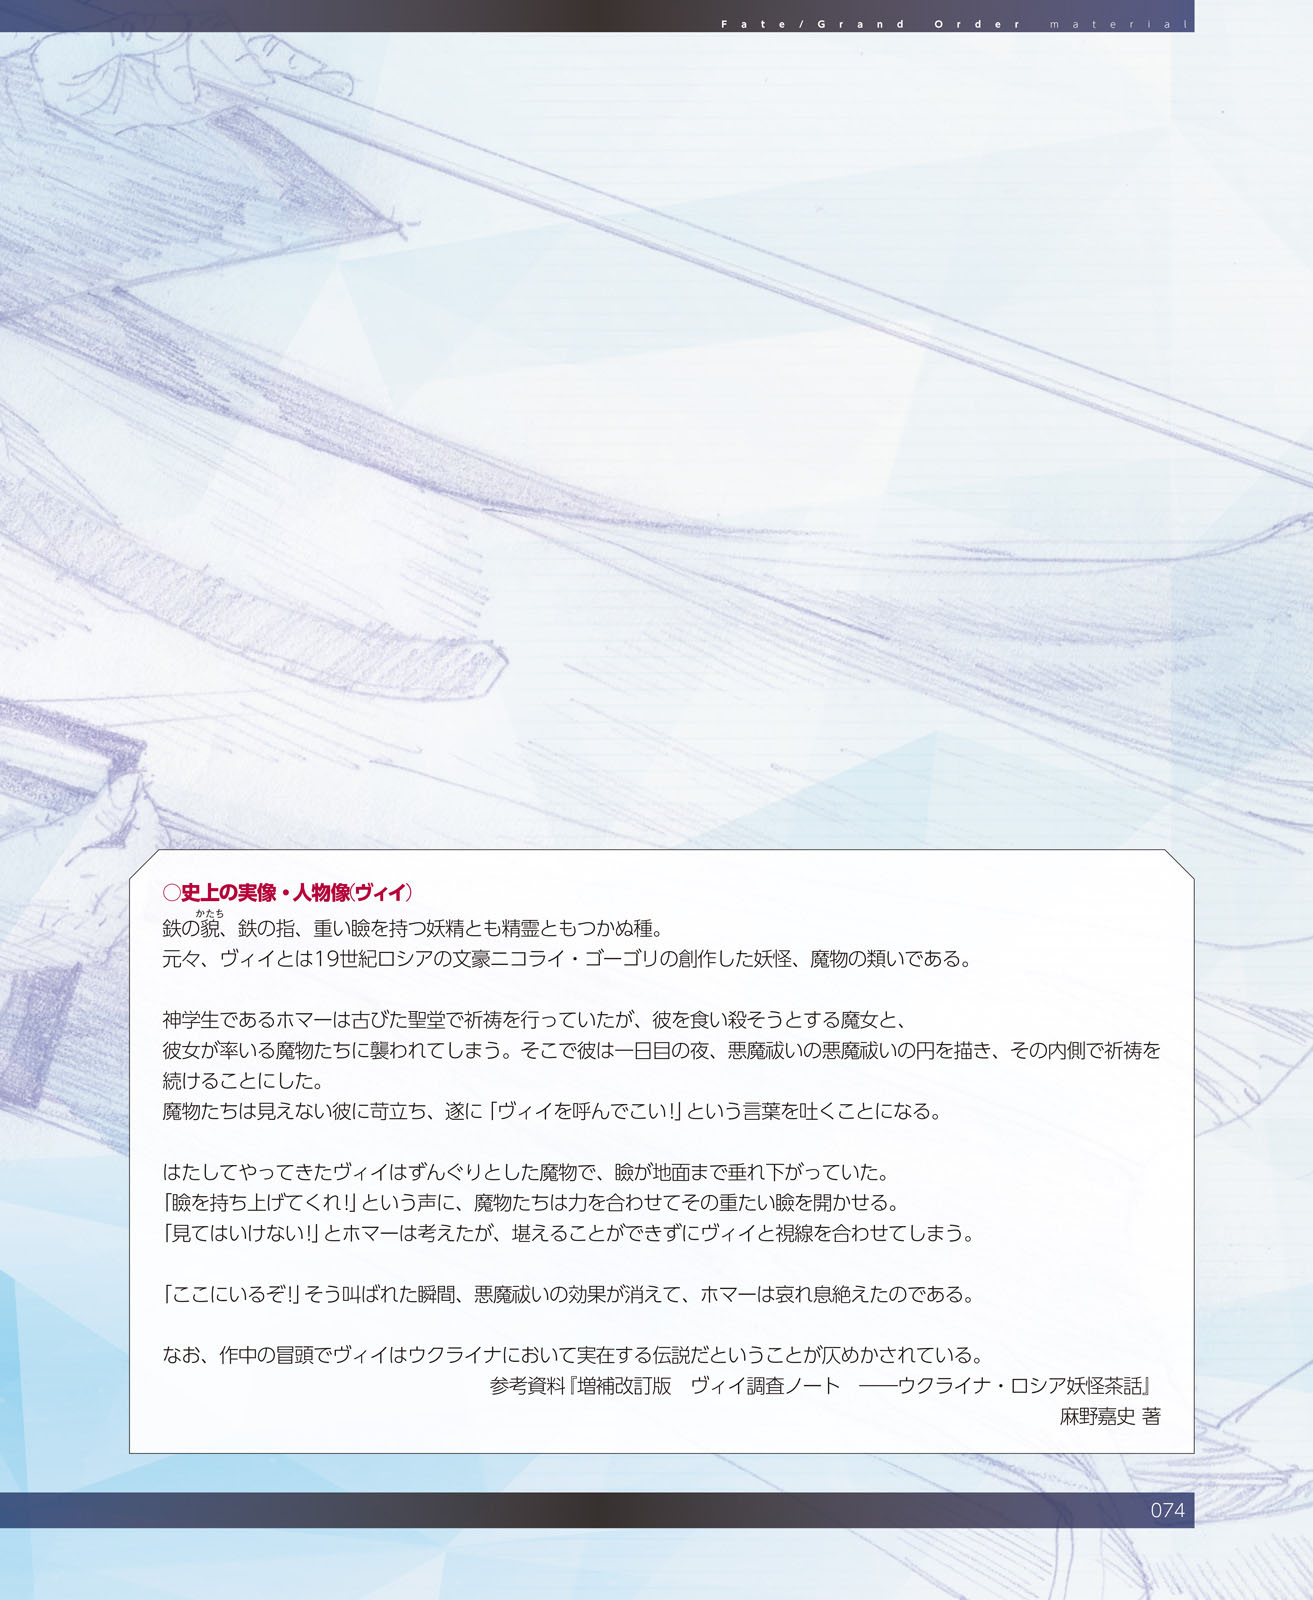 Fate/Grand Order material
○史上の実像・人物像(ヴィイ)
かたち
鉄の貌、鉄の指、重い瞼を持つ妖精とも精霊ともつかぬ種。
元々、ヴィイとは19世紀ロシアの文豪ニコライ・ゴーゴリの創作した妖怪、魔物の類いである。
神学生であるホマーは古びた聖堂で祈祷を行っていたが、彼を食い殺そうとする魔女と、
彼女が率いる魔物たちに襲われてしまう。そこで彼は一日目の夜、悪魔祓いの悪魔祓いの円を描き、その内側で祈祷を
続けることにした。
魔物たちは見えない彼に苛立ち、遂に「ヴィイを呼んでこい!」という言葉を吐くことになる。
はたしてやってきたヴィイはずんぐりとした魔物で、瞼が地面まで垂れ下がっていた。
「瞼を持ち上げてくれ!」という声に、魔物たちは力を合わせてその重たい瞼を開かせる。
「見てはいけない!」とホマーは考えたが、堪えることができずにヴィイと視線を合わせてしまう。
「ここにいるぞ!」そう叫ばれた瞬間、悪魔祓いの効果が消えて、ホマーは哀れ息絶えたのである。
なお、作中の冒頭でヴィイはウクライナにおいて実在する伝説だということが仄めかされている。
参考資料『増補改訂版　ヴィイ調査ノート　――ウクライナ・ロシア妖怪茶話』
麻野嘉史 著
074